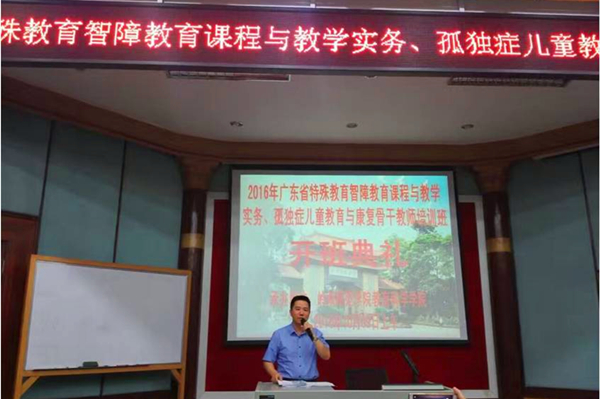 殊教育智障教育课程与教学实务、孤独症儿童教
2016年广东省特殊教育智障教育课程与教学
实务、孤独症儿童教育与康复骨干教师培训班
开班典礼